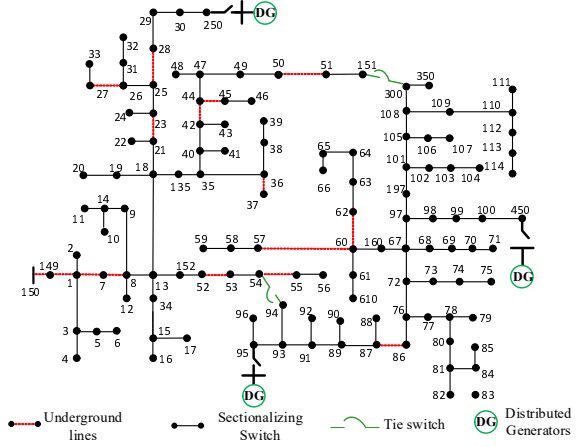 29 30 250 DG
32 28
33 31 48 47 49 50 51 151 350
27 26 25 44 45 46 300 111
24 23 42 43 39 108 109 110
22 21 40 41 38 65 64 105 106 107 112
20 19 18 135 35 36 66 63 101 102 103 104 113 114
37 197
11 14 9 62 97 98 99 100 450
10 59 58 57 60 160 67 68 69 70 71
2
149 1 7 8 13 152 52 53 54 55 56 61 72 73 74 75 DG
150 12 34 94 610
3 5 6 15 17 96 92 90 88 76 77 78 79
4 16 95 93 91 89 87 86 80 85
81 84
DG 82 83
Underground
lines
Sectionalizing
Switch
Tie switch
DG
Distributed
Generators